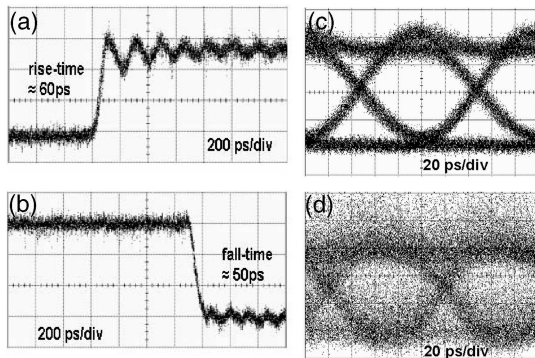 (a)
rise-time
≈ 60ps
200 ps/div
(b)
fall-time
≈ 50ps
200 ps/div
(c)
20 ps/div
(d)
20 ps/div